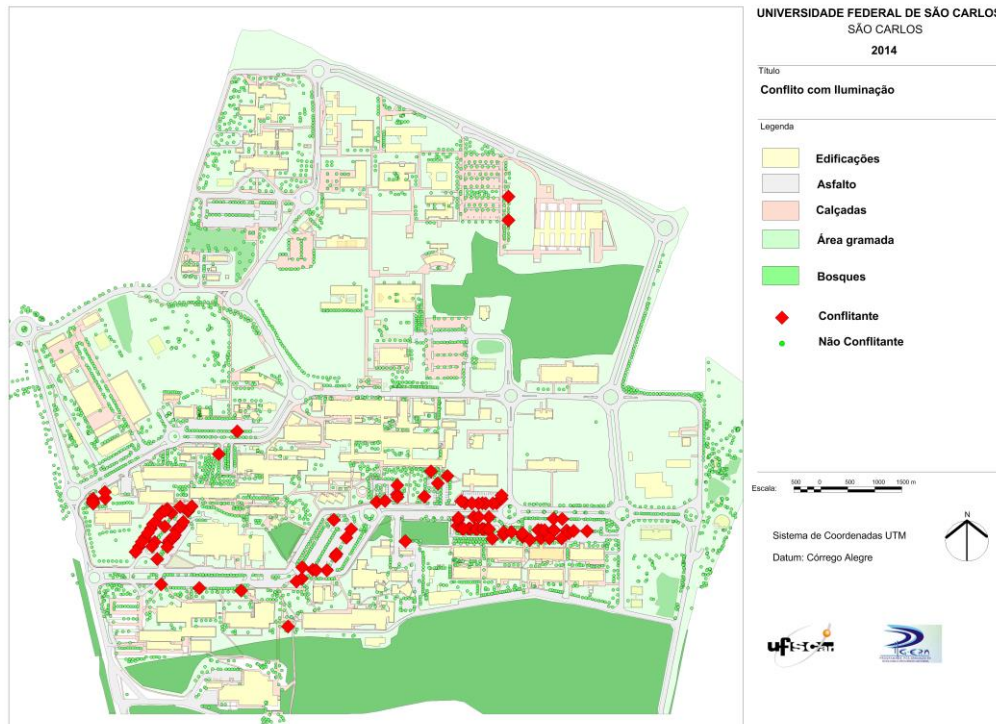 UNIVERSIDADE FEDERAL DE SÃO CARLOS
SÃO CARLOS
2014
Título
Conflito com Iluminação
Legenda
Edificações
Asfalto
Calçadas
Área gramada
Bosques
Conflitante
Não Conflitante
Escala:
500 0 500 1000 1500 m
Sistema de Coordenadas UTM
Datum: Córrego Alegre
N
ufscar